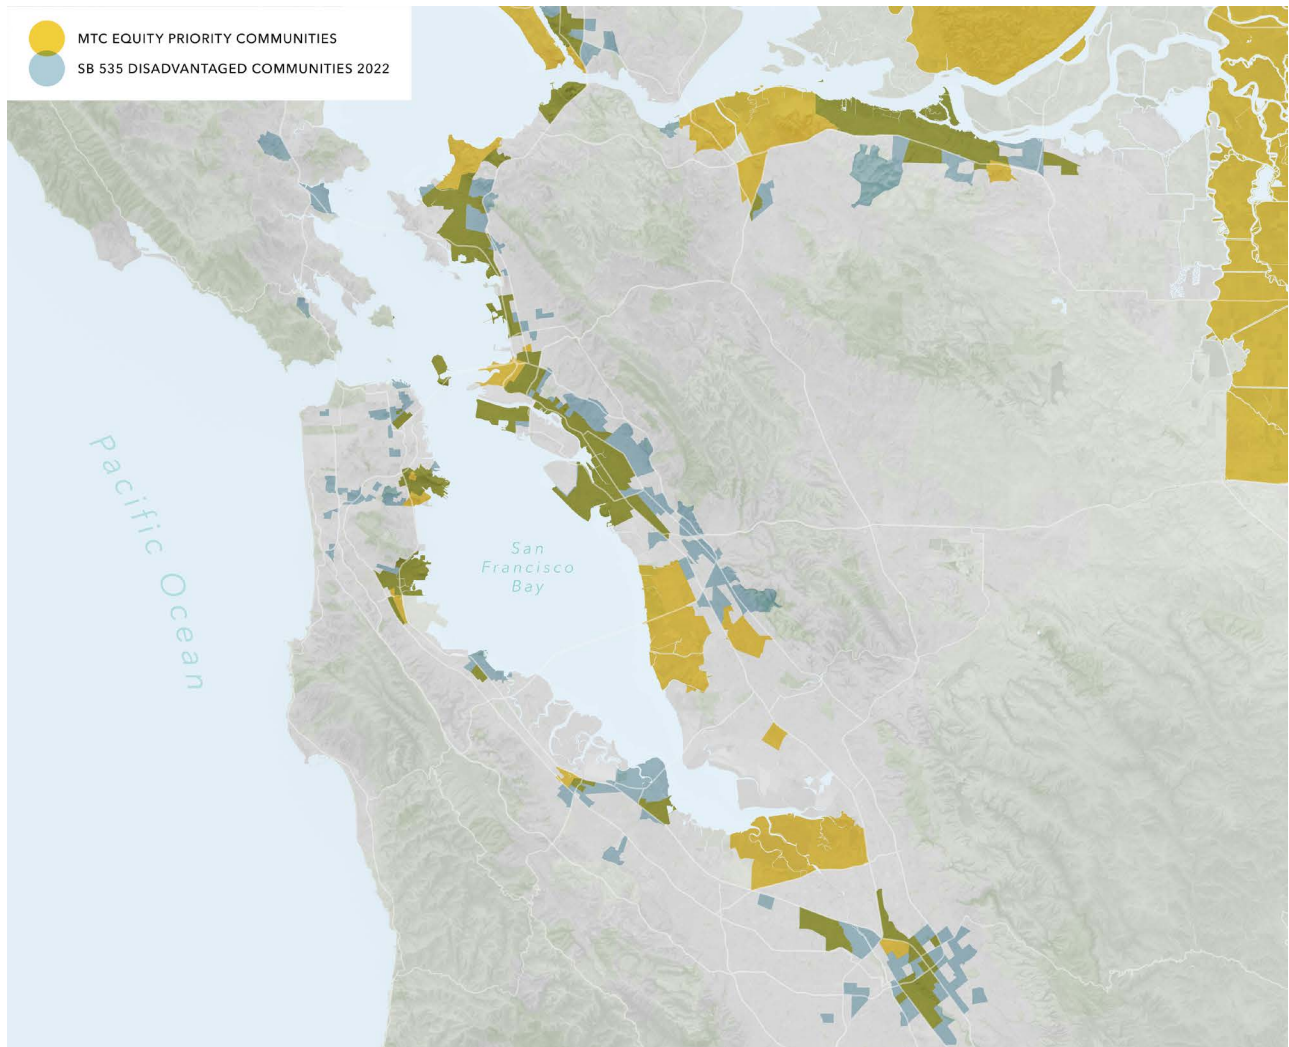 MTC EQUITY PRIORITY COMMUNITIES
SB 535 DISADVANTAGED COMMUNITIES 2022
Pacific Ocean
San
Francisco
Bay